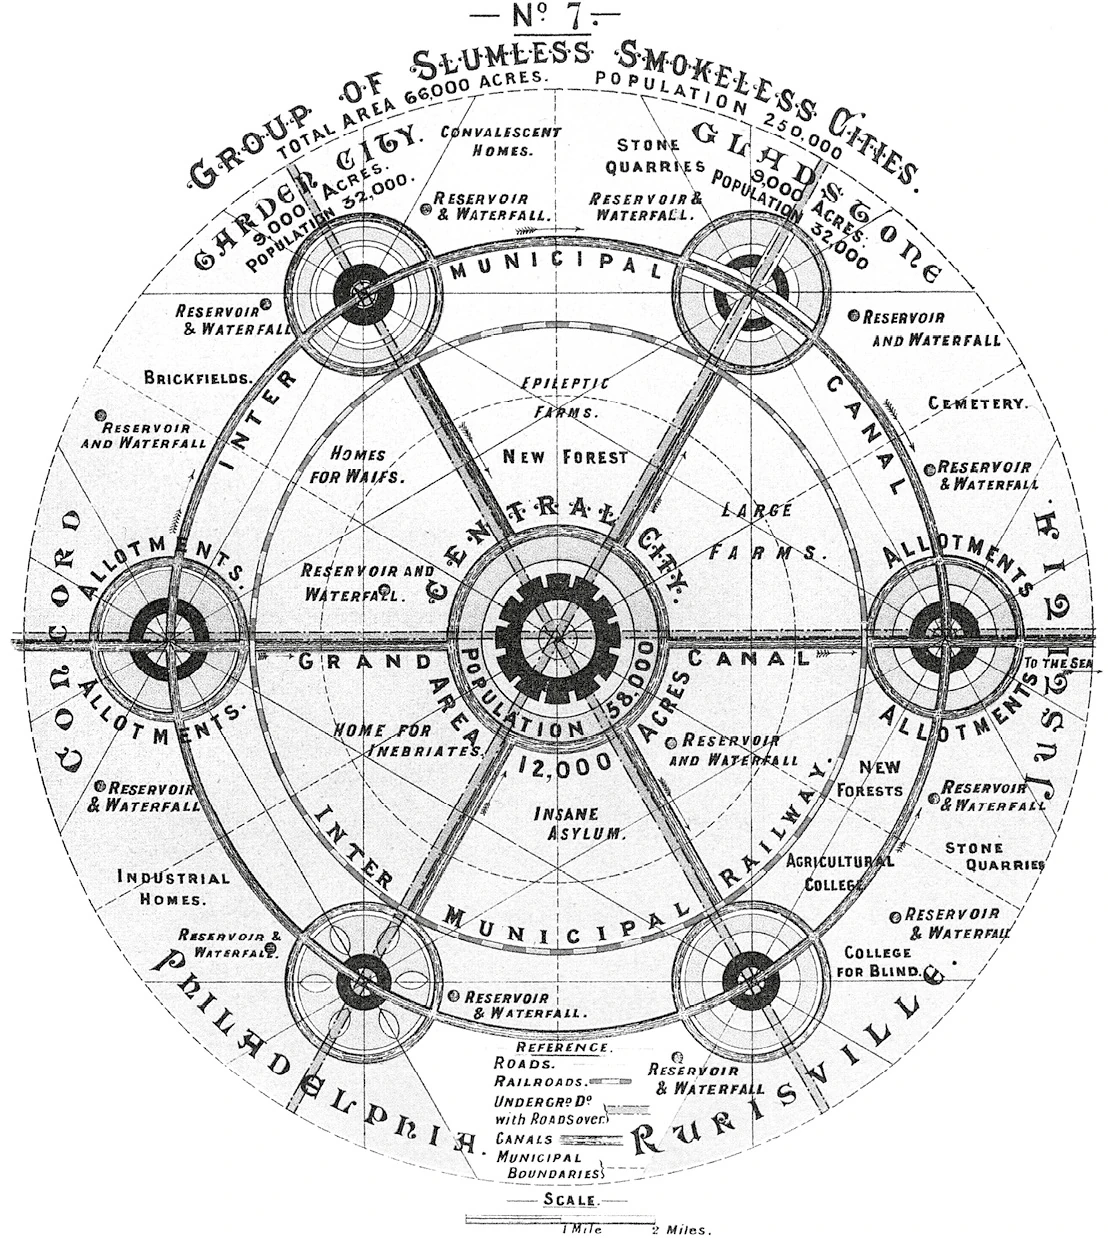 — No 7. —
GROUP OF SLUMLESS SMOKELESS CITIES.
TOTAL AREA 66,000 ACRES. POPULATION 250,000
GARDEN CITY.
9,000 ACRES.
POPULATION 32,000.
CONVALESCENT
HOMES.
STONE
QUARRIES
GLADSTONE
9,000 ACRES.
POPULATION 32,000
RESERVOIR
& WATERFALL.
RESERVOIR &
WATERFALL.
INTER MUNICIPAL CANAL
RESERVOIR
& WATERFALL
RESERVOIR
AND WATERFALL
BRICKFIELDS.
EPILEPTIC
FARMS.
CEMETERY.
RESERVOIR
AND WATERFALL
HOMES
FOR WAIFS.
NEW FOREST
RESERVOIR
& WATERFALL
LARGE
FARMS.
CONCORD
ALLOTMENTS.
ALLOTMENTS.
RESERVOIR AND
WATERFALL.
CENTRAL CITY.
ALLOTMENTS
ALLOTMENTS
JUSTITIA.
GRAND CANAL
TO THE SEA
POPULATION 58,000
AREA 12,000 ACRES
HOME FOR
INEBRIATES.
RESERVOIR
AND WATERFALL
NEW
FORESTS
RESERVOIR
& WATERFALL
RESERVOIR
& WATERFALL
INSANE
ASYLUM.
STONE
QUARRIES
INTER MUNICIPAL RAILWAY.
AGRICULTURAL
COLLEGE
INDUSTRIAL
HOMES.
RESERVOIR
& WATERFALL
RESERVOIR &
WATERFALL.
COLLEGE
FOR BLIND.
RESERVOIR
& WATERFALL.
PHILADELPHIA.
RURISVILLE.
RESERVOIR
& WATERFALL
REFERENCE.
ROADS.
RAILROADS.
UNDERGRD Do
with ROADS over.
CANALS
MUNICIPAL
BOUNDARIES
SCALE.
1 MILE 2 MILES.